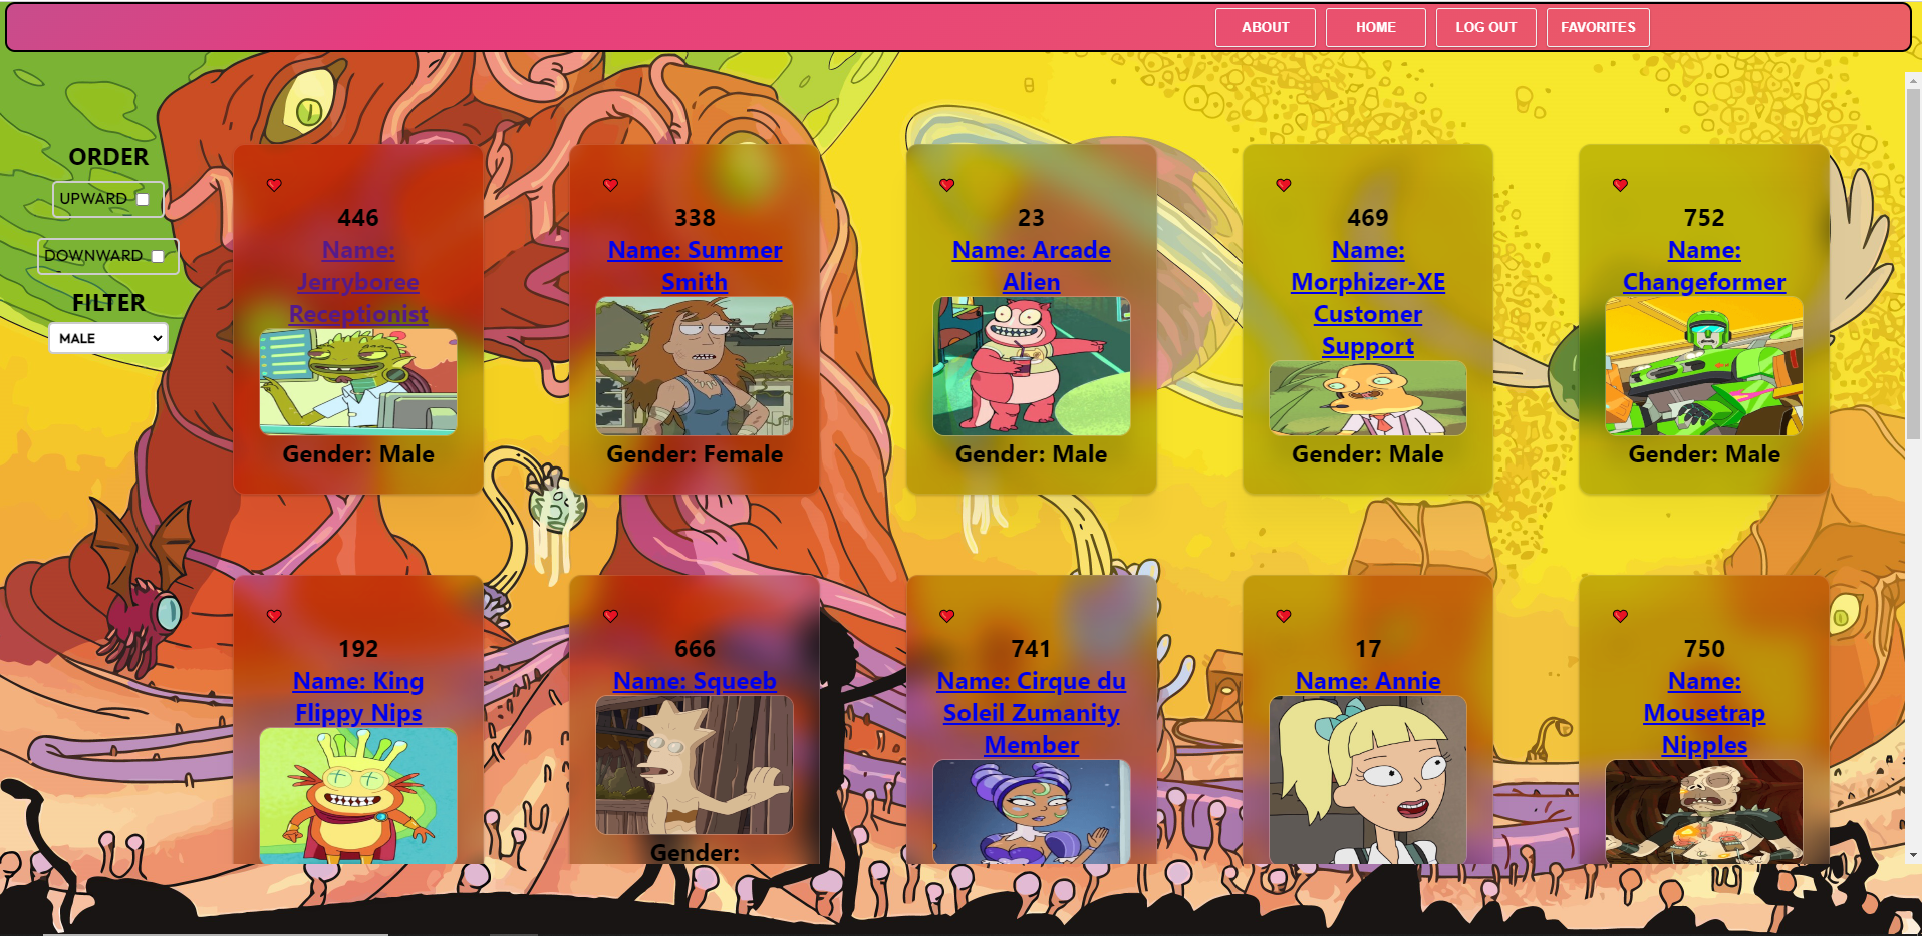 ABOUT
HOME
LOG OUT
FAVORITES
ORDER
UPWARD
DOWNWARD
FILTER
MALE
446
Name:
Jerryboree
Receptionist
Gender: Male
338
Name: Summer
Smith
Gender: Female
23
Name: Arcade
Alien
Gender: Male
469
Name:
Morphizer-XE
Customer
Support
Gender: Male
752
Name:
Changeformer
Gender: Male
192
Name: King
Flippy Nips
666
Name: Squeeb
Gender:
741
Name: Cirque du
Soleil Zumanity
Member
17
Name: Annie
750
Name:
Mousetrap
Nipples